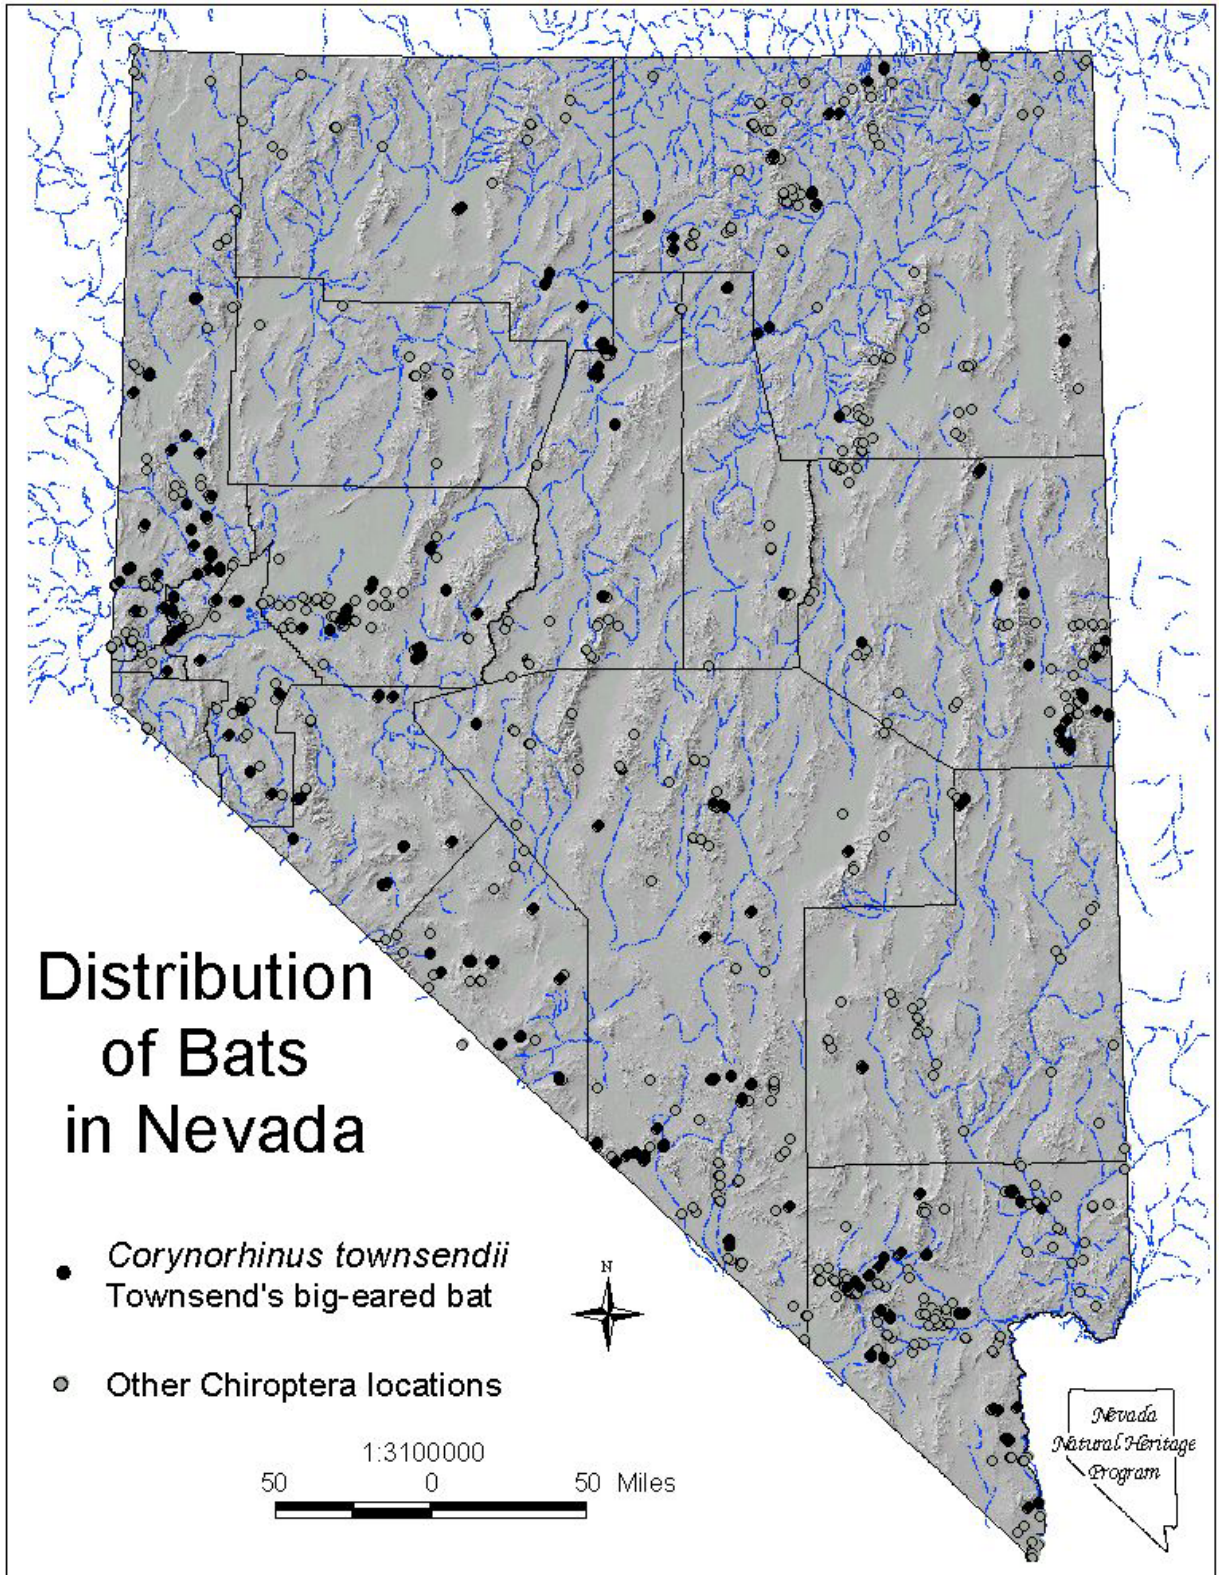 Distribution
of Bats
in Nevada
Corynorhinus townsendii
Townsend's big-eared bat
N
Other Chiroptera locations
1:3100000
50 0 50 Miles
Nevada
Natural Heritage
Program